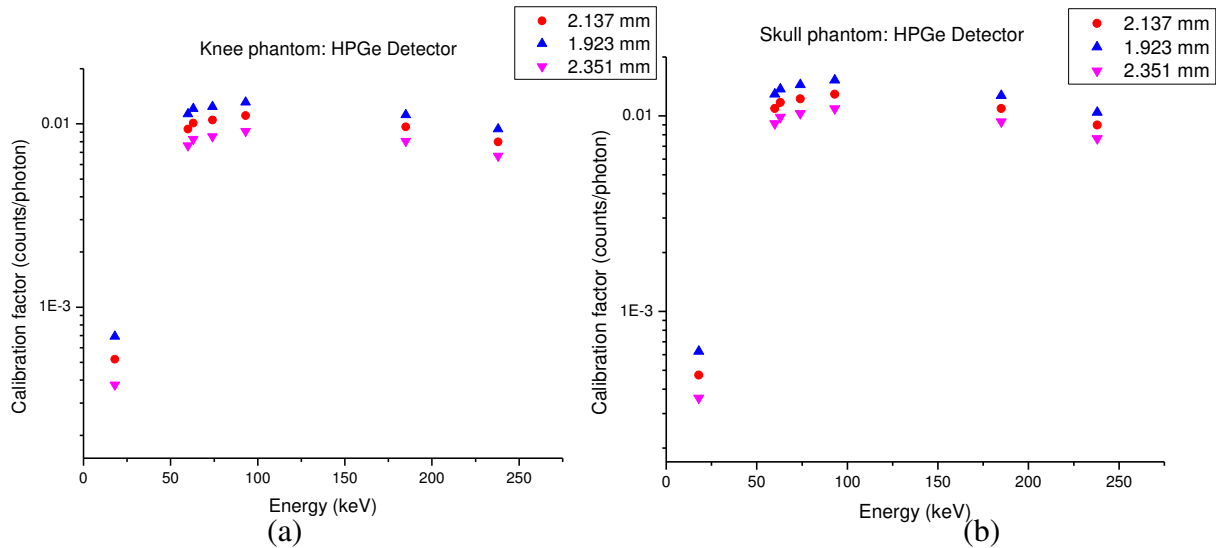 Knee phantom: HPGe Detector
2.137 mm
1.923 mm
2.351 mm
Calibration factor (counts/photon)
0.01
1E-3
0 50 100 150 200 250
Energy (keV)
(a)
Skull phantom: HPGe Detector
2.137 mm
1.923 mm
2.351 mm
Calibration factor (counts/photon)
0.01
1E-3
0 50 100 150 200 250
Energy (keV)
(b)